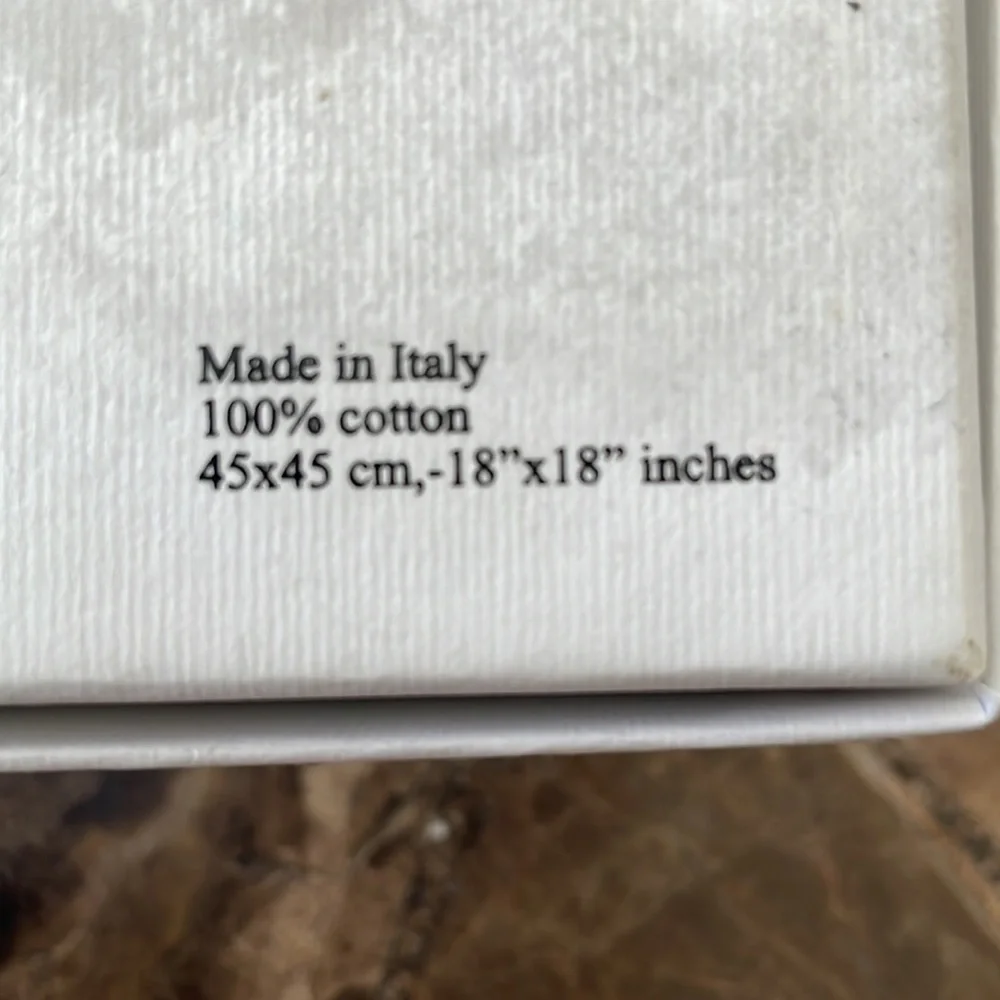 Made in Italy
100% cotton
45x45 cm,-18”x18” inches